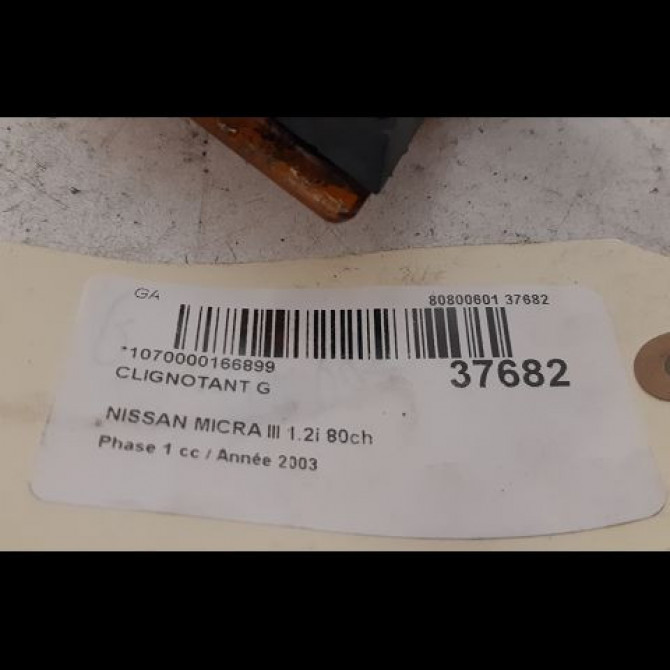 GA
80800601 37682
*1070000166899
37682
CLIGNOTANT G
NISSAN MICRA III 1.2i 80ch
Phase 1 cc / Année 2003